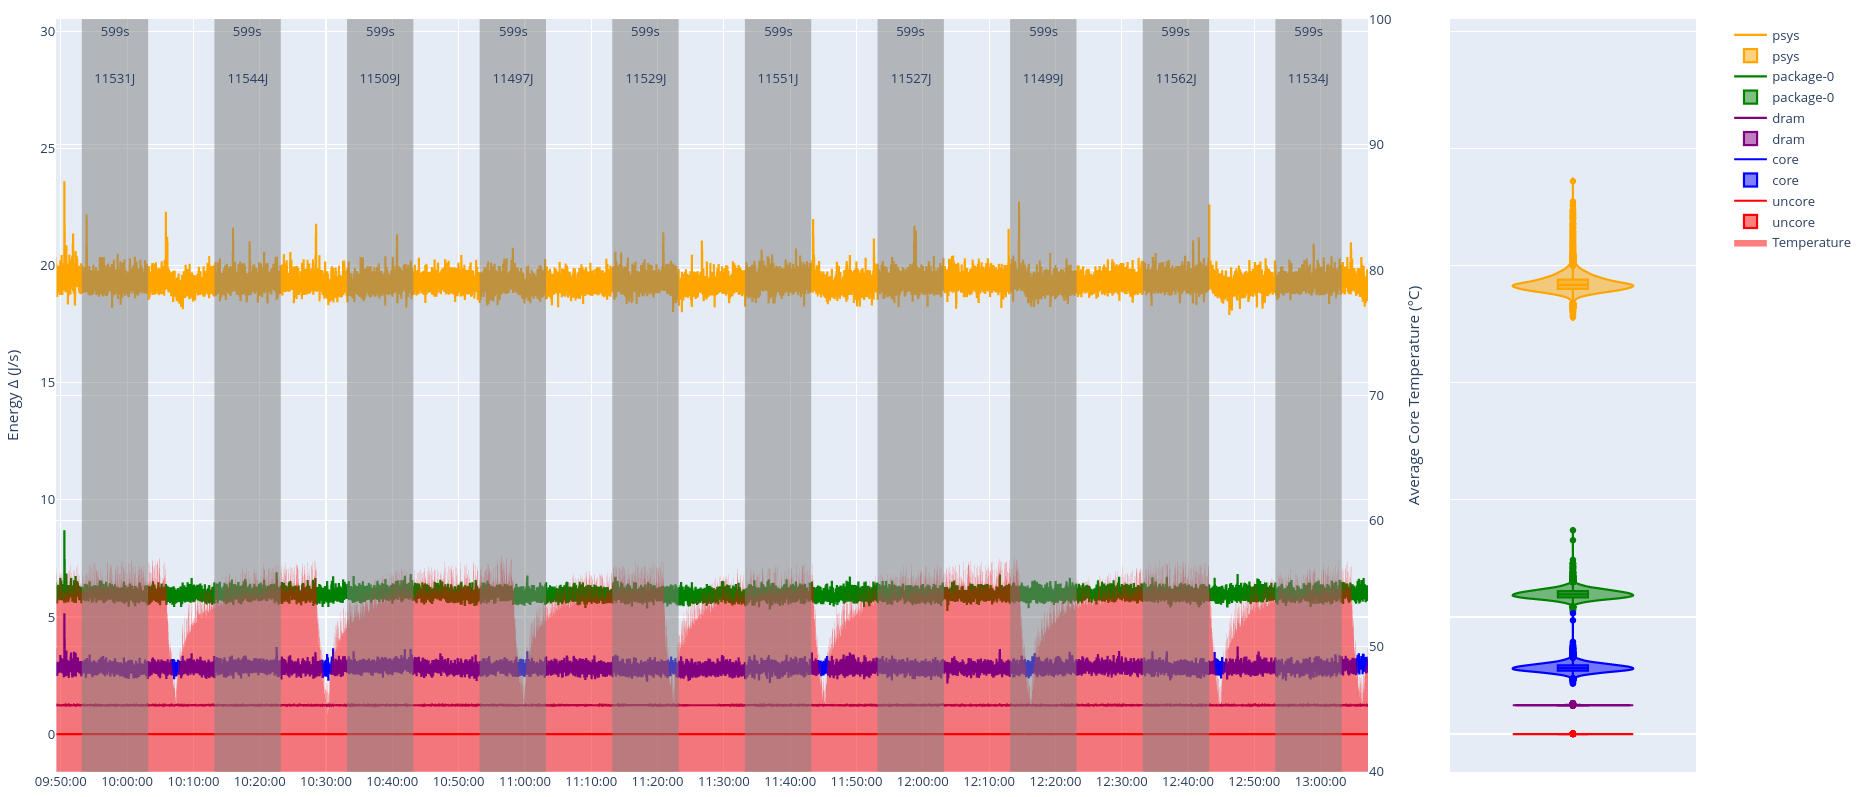 599s 599s 599s 599s 599s 599s 599s 599s 599s 599s
11531J 11544J 11509J 11497J 11529J 11551J 11527J 11499J 11562J 11534J
30
25
20
15
10
5
0
Energy Δ (J/s)
100
90
80
70
60
50
40
Average Core Temperature (°C)
09:50:00 10:00:00 10:10:00 10:20:00 10:30:00 10:40:00 10:50:00 11:00:00 11:10:00 11:20:00 11:30:00 11:40:00 11:50:00 12:00:00 12:10:00 12:20:00 12:30:00 12:40:00 12:50:00 13:00:00
psys
psys
package-0
package-0
dram
dram
core
core
uncore
uncore
Temperature